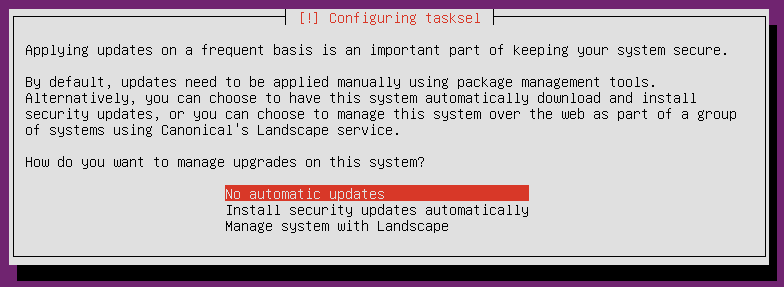 [!] Configuring tasksel
Applying updates on a frequent basis is an important part of keeping your system secure.
By default, updates need to be applied manually using package management tools.
Alternatively, you can choose to have this system automatically download and install
security updates, or you can choose to manage this system over the web as part of a group
of systems using Canonical's Landscape service.
How do you want to manage upgrades on this system?
No automatic updates
Install security updates automatically
Manage system with Landscape